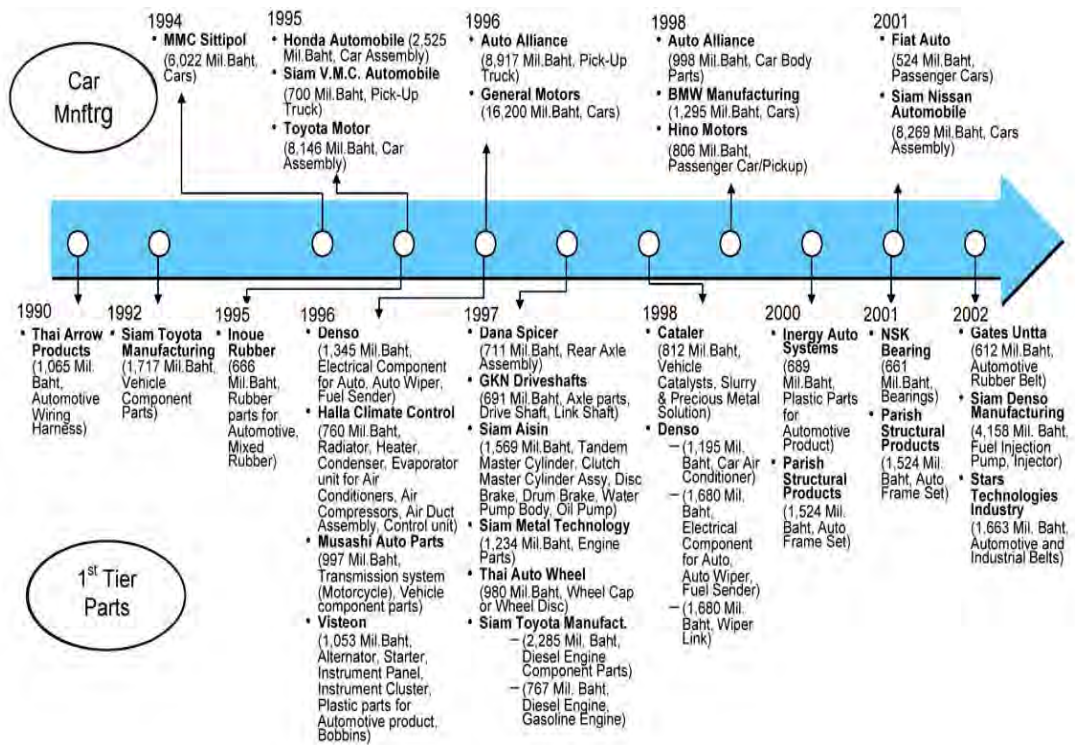 Car
Mnftrg
1994
• MMC Sittipol
(6,022 Mil.Baht,
Cars)
1995
• Honda Automobile (2,525
Mil.Baht, Car Assembly)
• Siam V.M.C. Automobile
(700 Mil.Baht, Pick-Up
Truck)
• Toyota Motor
(8,146 Mil.Baht, Car
Assembly)
1996
• Auto Alliance
(8,917 Mil.Baht, Pick-Up
Truck)
• General Motors
(16,200 Mil.Baht, Cars)
1998
• Auto Alliance
(998 Mil.Baht, Car Body
Parts)
• BMW Manufacturing
(1,295 Mil.Baht, Cars)
• Hino Motors
(806 Mil.Baht,
Passenger Car/Pickup)
2001
• Fiat Auto
(524 Mil.Baht,
Passenger Cars)
• Siam Nissan
Automobile
(8,269 Mil.Baht, Cars
Assembly)
1st Tier
Parts
1990
• Thai Arrow
Products
(1,065 Mil.
Baht,
Automotive
Wiring
Harness)
1992
• Siam Toyota
Manufacturing
(1,717 Mil.Baht,
Vehicle
Component
Parts)
1995
• Inoue
Rubber
(666
Mil.Baht,
Rubber
parts for
Automotive,
Mixed
Rubber)
1996
• Denso
(1,345 Mil.Baht,
Electrical Component
for Auto, Auto Wiper,
Fuel Sender)
• Halla Climate Control
(760 Mil.Baht,
Radiator, Heater,
Condenser, Evaporator
unit for Air
Conditioners, Air
Compressors, Air Duct
Assembly, Control unit)
• Musashi Auto Parts
(997 Mil.Baht,
Transmission system
(Motorcycle), Vehicle
component parts)
• Visteon
(1,053 Mil.Baht,
Alternator, Starter,
Instrument Panel,
Instrument Cluster,
Plastic parts for
Automotive product,
Bobbins)
1997
• Dana Spicer
(711 Mil.Baht, Rear Axle
Assembly)
• GKN Driveshafts
(691 Mil.Baht, Axle parts,
Drive Shaft, Link Shaft)
• Siam Aisin
(1,569 Mil.Baht, Tandem
Master Cylinder, Clutch
Master Cylinder Assy, Disc
Brake, Drum Brake, Water
Pump Body, Oil Pump)
• Siam Metal Technology
(1,234 Mil.Baht, Engine
Parts)
• Thai Auto Wheel
(980 Mil.Baht, Wheel Cap
or Wheel Disc)
• Siam Toyota Manufact.
–(2,285 Mil. Baht,
Diesel Engine
Component Parts)
–(767 Mil. Baht,
Diesel Engine,
Gasoline Engine)
1998
• Cataler
(812 Mil.Baht,
Vehicle
Catalysts, Slurry
& Precious Metal
Solution)
• Denso
–(1,195 Mil.
Baht, Car Air
Conditioner)
–(1,680 Mil.
Baht,
Electrical
Component
for Auto,
Auto Wiper,
Fuel Sender)
–(1,680 Mil.
Baht, Wiper
Link)
2000
• Inergy Auto
Systems
(689
Mil.Baht,
Plastic Parts
for
Automotive
Product)
• Parish
Structural
Products
(1,524 Mil.
Baht, Auto
Frame Set)
2001
• NSK
Bearing
(661
Mil.Baht,
Bearings)
• Parish
Structural
Products
(1,524 Mil.
Baht, Auto
Frame Set)
2002
• Gates Untta
(612 Mil.Baht,
Automotive
Rubber Belt)
• Siam Denso
Manufacturing
(4,158 Mil. Baht,
Fuel Injection
Pump, Injector)
• Stars
Technologies
Industry
(1,663 Mil. Baht,
Automotive and
Industrial Belts)